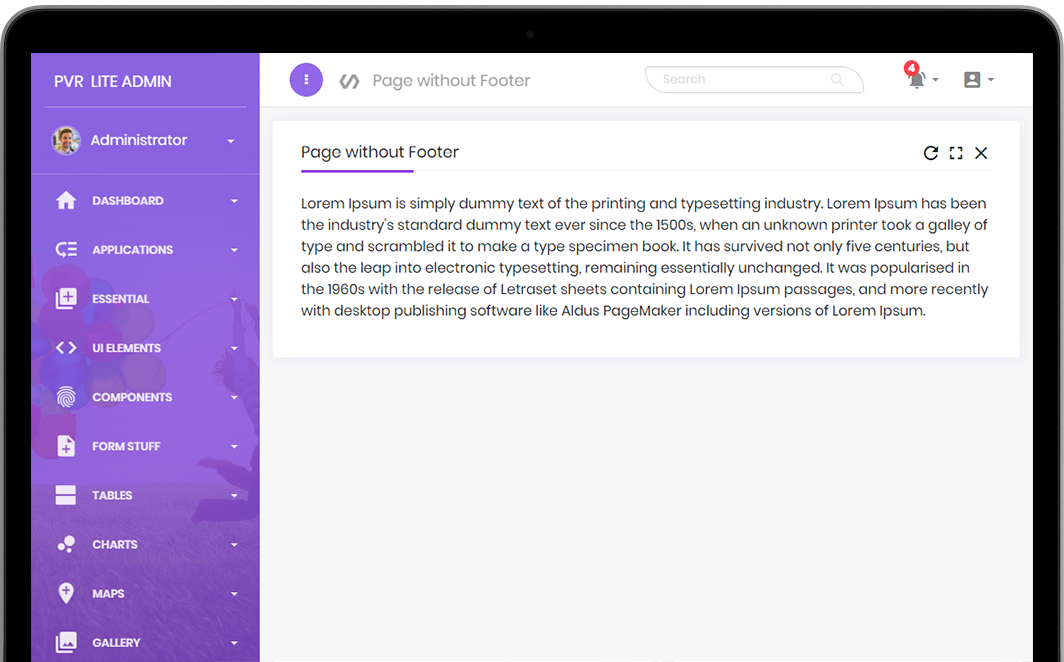 PVR LITE ADMIN
Page without Footer
Search
4
Administrator
DASHBOARD
APPLICATIONS
ESSENTIAL
UI ELEMENTS
COMPONENTS
FORM STUFF
TABLES
CHARTS
MAPS
GALLERY
Page without Footer
Lorem Ipsum is simply dummy text of the printing and typesetting industry. Lorem Ipsum has been
the industry's standard dummy text ever since the 1500s, when an unknown printer took a galley of
type and scrambled it to make a type specimen book. It has survived not only five centuries, but
also the leap into electronic typesetting, remaining essentially unchanged. It was popularised in
the 1960s with the release of Letraset sheets containing Lorem Ipsum passages, and more recently
with desktop publishing software like Aldus PageMaker including versions of Lorem Ipsum.